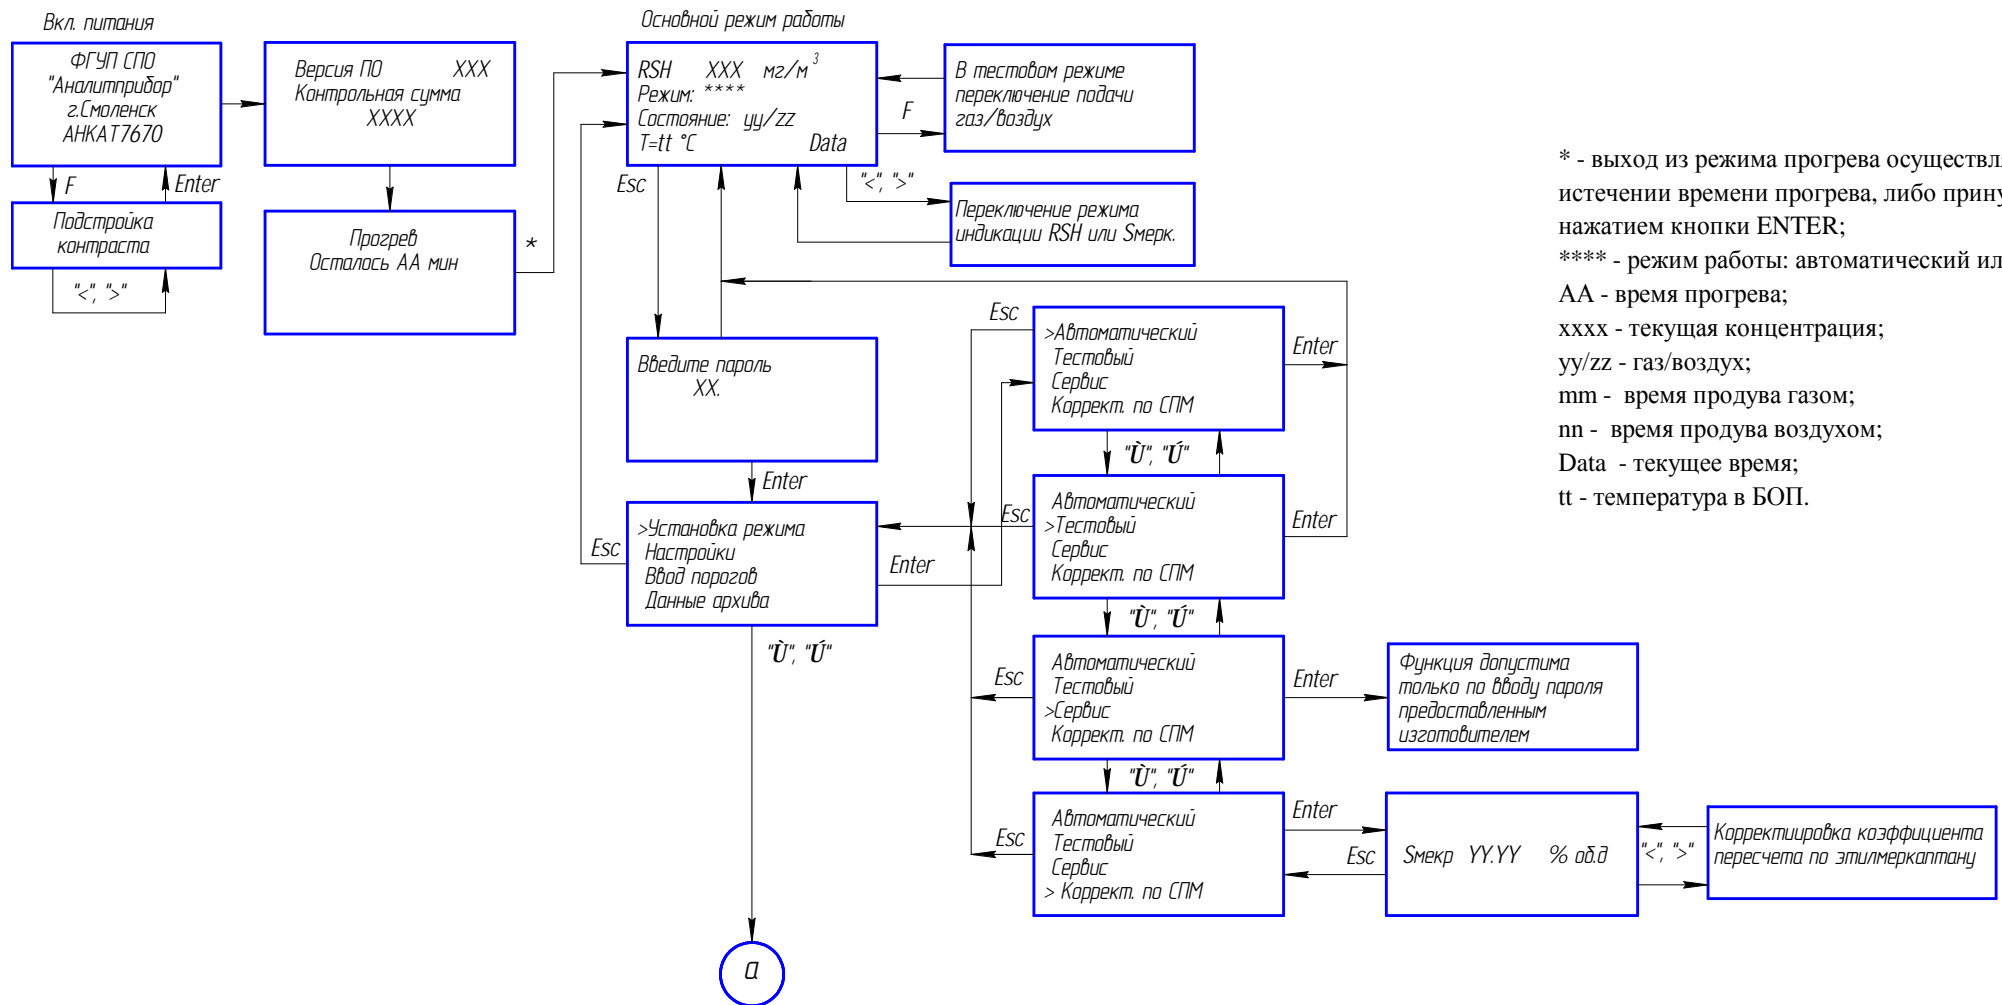 Вкл. питания
ФГУП СПО
"Аналитприбор"
г.Смоленск
АНКАТ7670
F
Enter
Подстройка
контраста
"<", ">"
Версия ПО XXX
Контрольная сумма
XXXX
Прогрев
Осталось АА мин
*
Основной режим работы
RSH XXX мг/м³
Режим: ****
Состояние: yy/zz
T=tt °C Data
F
В тестовом режиме
переключение подачи
газ/воздух
"<", ">"
Переключение режима
индикации RSH или Sмерк.
Esc
Введите пароль
XX.
Enter
>Установка режима
Настройки
Ввод порогов
Данные архива
Esc
Enter
"Ù", "Ú"
а
Esc
>Автоматический
Тестовый
Сервис
Коррект. по СПМ
Enter
"Ù", "Ú"
Esc
Автоматический
>Тестовый
Сервис
Коррект. по СПМ
Enter
"Ù", "Ú"
Esc
Автоматический
Тестовый
>Сервис
Коррект. по СПМ
Enter
Функция допустима
только по вводу пароля
предоставленным
изготовителем
"Ù", "Ú"
Esc
Автоматический
Тестовый
Сервис
> Коррект. по СПМ
Enter
Esc
Sмекр YY.YY % об.д
"<", ">"
Корректиировка коэффициента
пересчета по этилмеркаптану
* - выход из режима прогрева осуществл
истечении времени прогрева, либо прину
нажатием кнопки ENTER;
**** - режим работы: автоматический ил
АА - время прогрева;
xxxx - текущая концентрация;
yy/zz - газ/воздух;
mm - время продува газом;
nn - время продува воздухом;
Data - текущее время;
tt - температура в БОП.